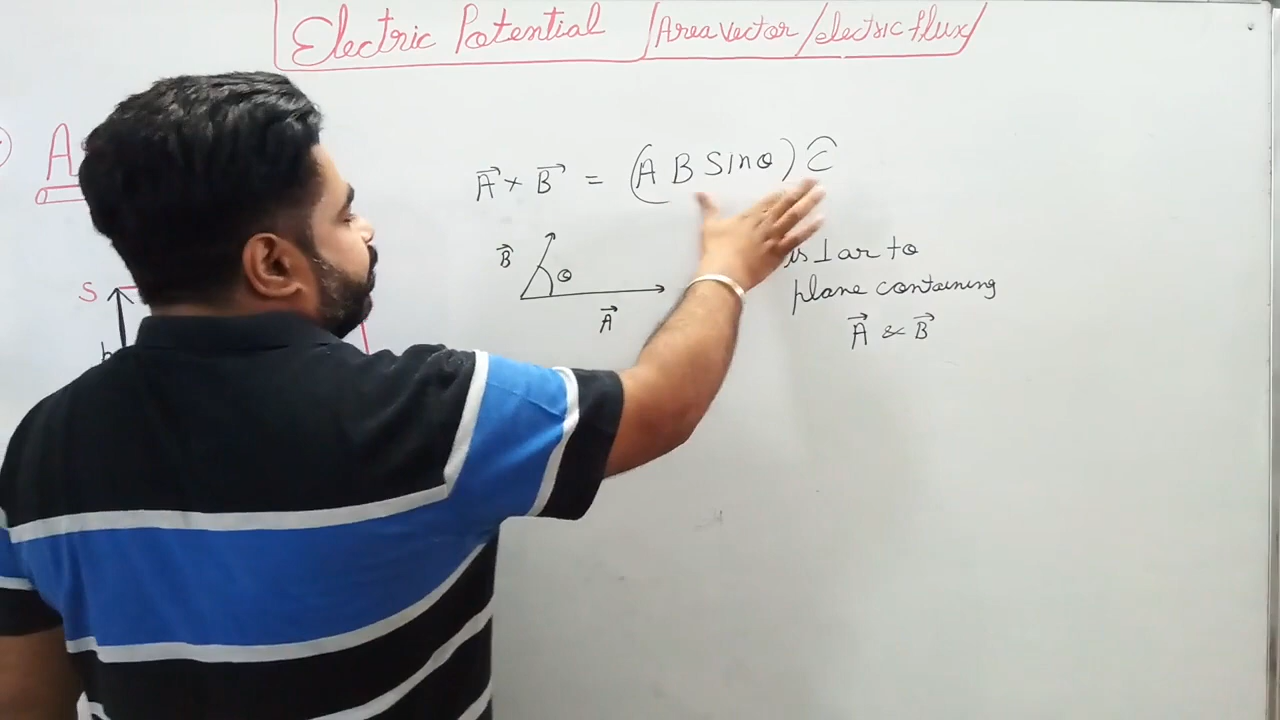 Electric Potential /Area vector/electric flux/
A
A⃗ × B⃗ = (A B Sinθ) Ĉ
B⃗
θ
A⃗
S
b
is ⊥ar to
plane containing
A⃗ & B⃗